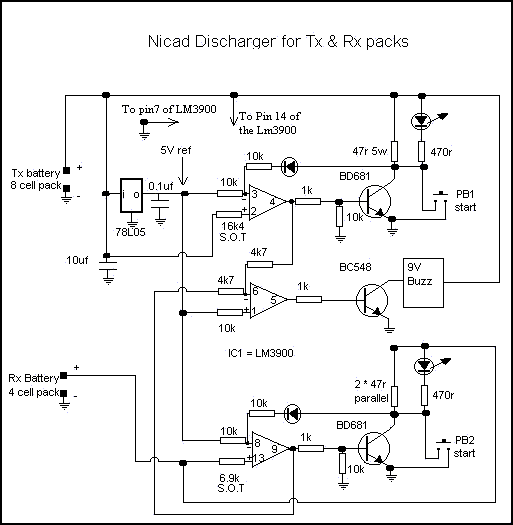 Nicad Discharger for Tx & Rx packs
To pin7 of LM3900
To Pin 14 of
the Lm3900
5V ref
47r 5w
470r
Tx battery
8 cell pack
+
-
i o
78L05
0.1uf
10uf
10k
10k
16k4
S.O.T
3
-
+
2
4
1k
BD681
10k
PB1
start
4k7
4k7
6
-
+
1
5
10k
1k
BC548
9V
Buzz
IC1 = LM3900
Rx Battery
4 cell pack
+
-
2 * 47r
parallel
470r
10k
10k
6.9k
S.O.T
8
-
+
13
9
1k
BD681
10k
PB2
start